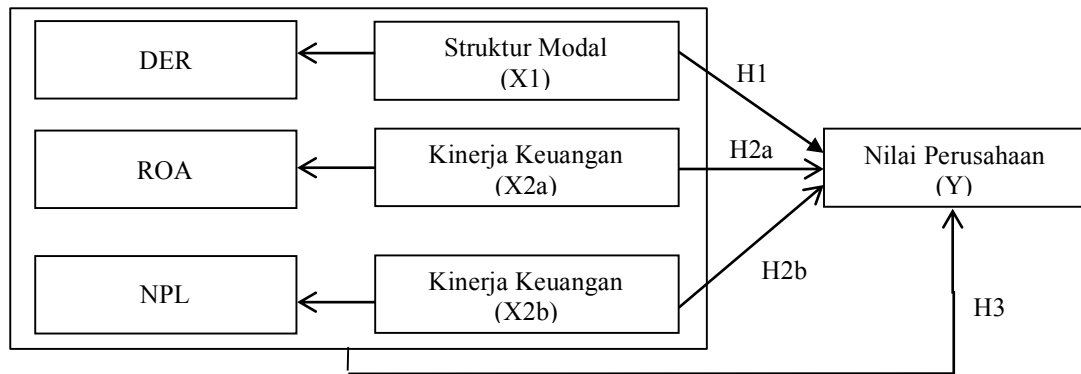 DER
Struktur Modal
(X1)
H1
ROA
Kinerja Keuangan
(X2a)
H2a
Nilai Perusahaan
(Y)
NPL
Kinerja Keuangan
(X2b)
H2b
H3